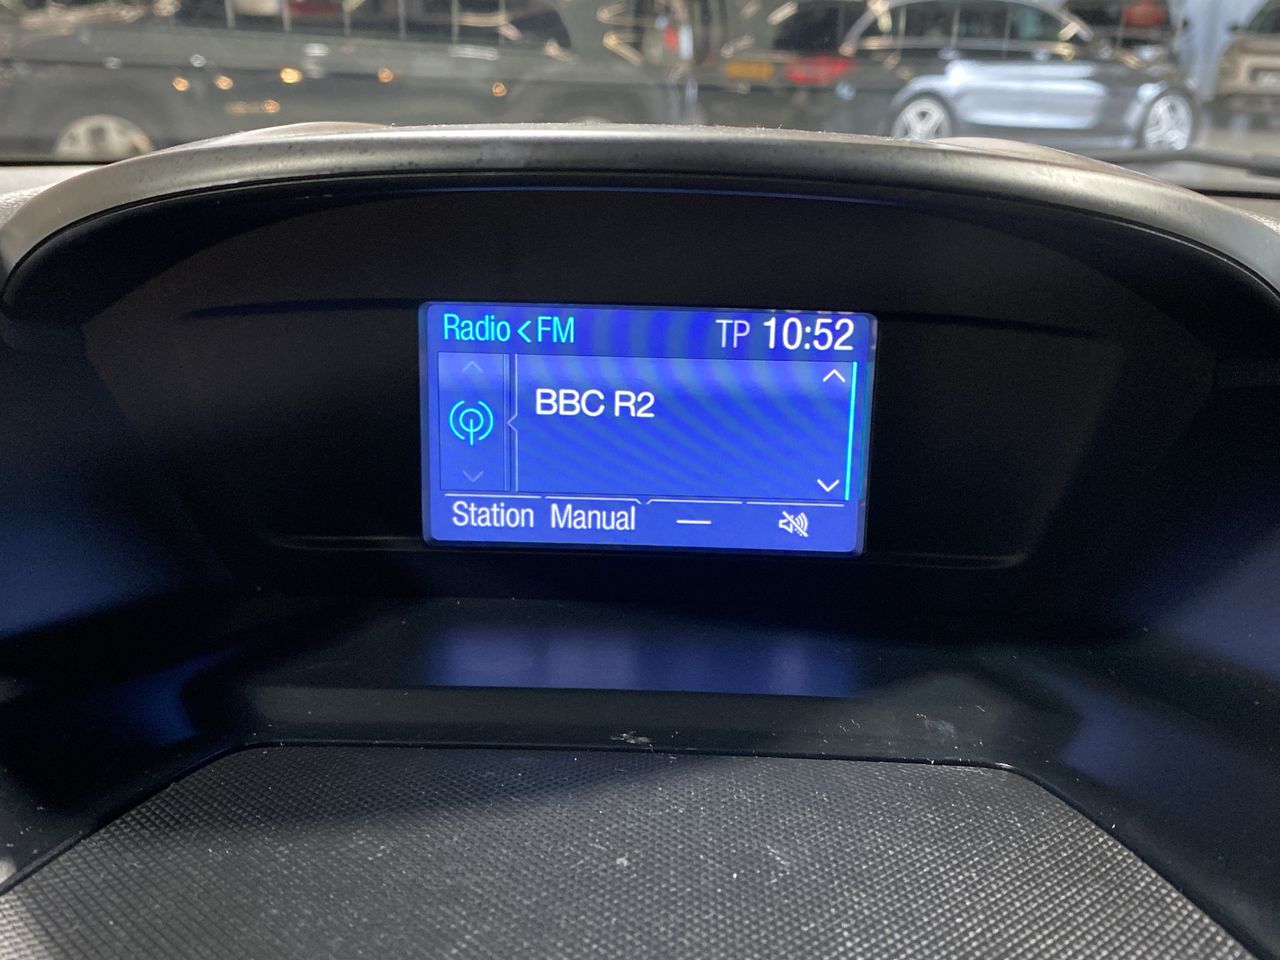 Radio < FM TP 10:52
BBC R2
Station Manual —